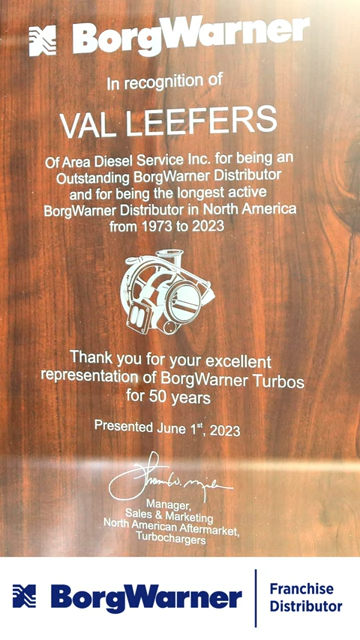 BorgWarner
In recognition of
VAL LEEFERS
Of Area Diesel Service Inc. for being an
Outstanding BorgWarner Distributor
and for being the longest active
BorgWarner Distributor in North America
from 1973 to 2023
Thank you for your excellent
representation of BorgWarner Turbos
for 50 years
Presented June 1st, 2023
Manager,
Sales & Marketing
North American Aftermarket,
Turbochargers
BorgWarner
Franchise
Distributor